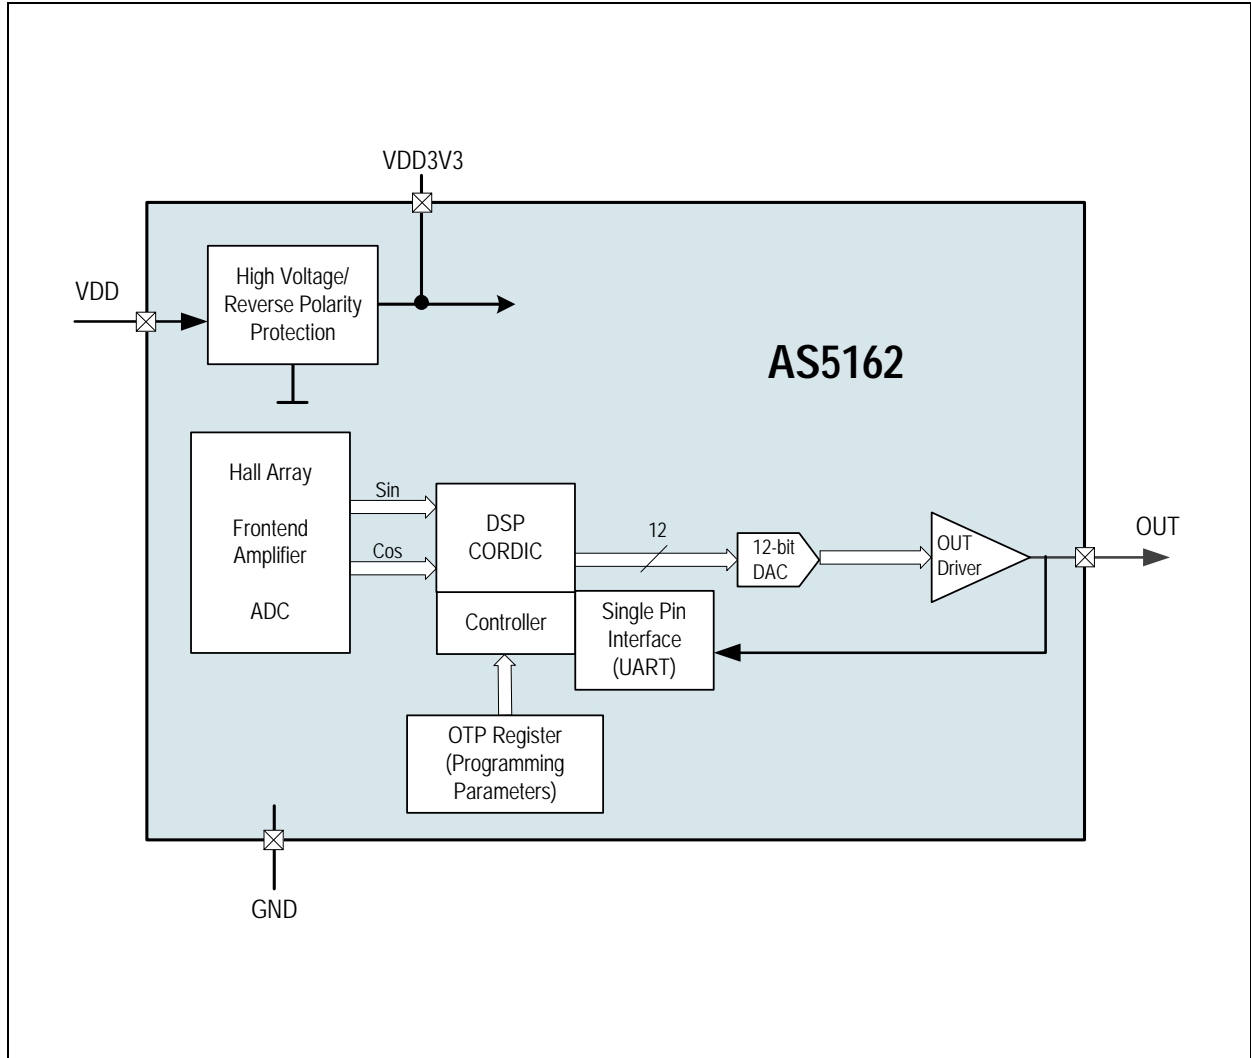 VDD3V3
High Voltage/
Reverse Polarity
Protection
VDD
AS5162
Hall Array
Frontend
Amplifier
ADC
Sin
Cos
DSP
CORDIC
12
12-bit
DAC
OUT
Driver
OUT
Controller
Single Pin
Interface
(UART)
OTP Register
(Programming
Parameters)
GND